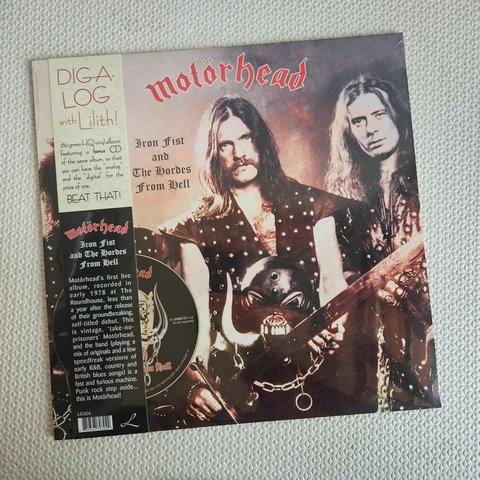 DIG-A-
LOG
with Lilith!
180 gram HQ vinyl albums
featuring a bonus CD
of the same album, so that
you can have the "analog"
and the "digital" for the
price of one.
BEAT THAT!
motörhead
Iron Fist
and The Hordes
From Hell
Motörhead's first live
album, recorded in
early 1978 at The
Roundhouse, less than
a year after the release
of their groundbreaking,
self-titled debut. This
is vintage, 'take-no-
prisoners' Motörhead,
and the band (playing a
mix of originals and a few
speedfreak versions of
early R&B, country and
British blues songs) is a
fast and furious machine.
Punk rock step aside...
this is Motörhead!
LR304
L
motörhead
Iron Fist
and
The Hordes
From Hell